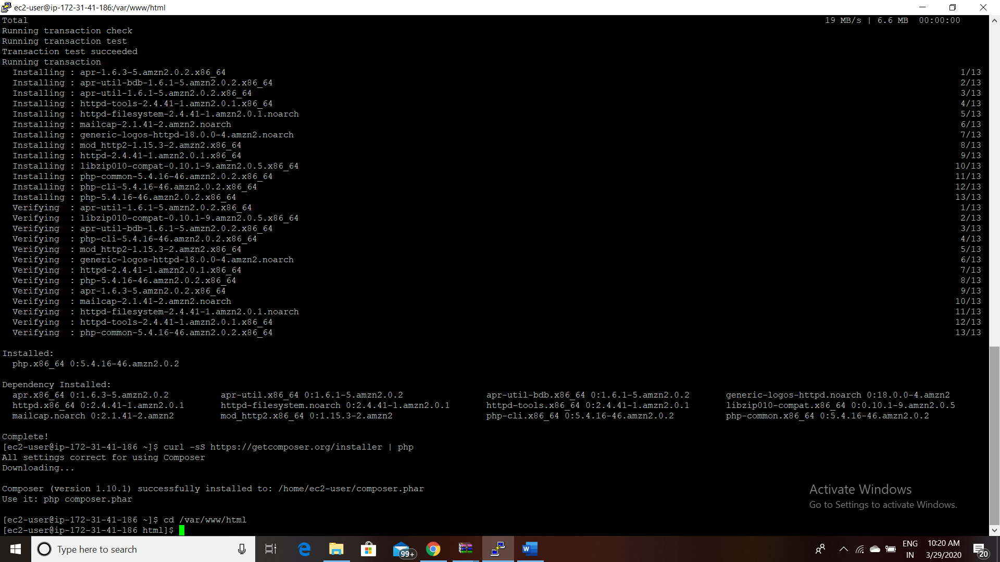 ec2-user@ip-172-31-41-186:/var/www/html
Total 19 MB/s | 6.6 MB 00:00:00
Running transaction check
Running transaction test
Transaction test succeeded
Running transaction
Installing : apr-1.6.3-5.amzn2.0.2.x86_64 1/13
Installing : apr-util-bdb-1.6.1-5.amzn2.0.2.x86_64 2/13
Installing : apr-util-1.6.1-5.amzn2.0.2.x86_64 3/13
Installing : httpd-tools-2.4.41-1.amzn2.0.1.x86_64 4/13
Installing : httpd-filesystem-2.4.41-1.amzn2.0.1.noarch 5/13
Installing : mailcap-2.1.41-2.amzn2.noarch 6/13
Installing : generic-logos-httpd-18.0.0-4.amzn2.noarch 7/13
Installing : mod_http2-1.15.3-2.amzn2.x86_64 8/13
Installing : httpd-2.4.41-1.amzn2.0.1.x86_64 9/13
Installing : libzip010-compat-0.10.1-9.amzn2.0.5.x86_64 10/13
Installing : php-common-5.4.16-46.amzn2.0.2.x86_64 11/13
Installing : php-cli-5.4.16-46.amzn2.0.2.x86_64 12/13
Installing : php-5.4.16-46.amzn2.0.2.x86_64 13/13
Verifying : apr-util-1.6.1-5.amzn2.0.2.x86_64 1/13
Verifying : libzip010-compat-0.10.1-9.amzn2.0.5.x86_64 2/13
Verifying : apr-util-bdb-1.6.1-5.amzn2.0.2.x86_64 3/13
Verifying : php-cli-5.4.16-46.amzn2.0.2.x86_64 4/13
Verifying : mod_http2-1.15.3-2.amzn2.x86_64 5/13
Verifying : generic-logos-httpd-18.0.0-4.amzn2.noarch 6/13
Verifying : httpd-2.4.41-1.amzn2.0.1.x86_64 7/13
Verifying : php-5.4.16-46.amzn2.0.2.x86_64 8/13
Verifying : apr-1.6.3-5.amzn2.0.2.x86_64 9/13
Verifying : mailcap-2.1.41-2.amzn2.noarch 10/13
Verifying : httpd-filesystem-2.4.41-1.amzn2.0.1.noarch 11/13
Verifying : httpd-tools-2.4.41-1.amzn2.0.1.x86_64 12/13
Verifying : php-common-5.4.16-46.amzn2.0.2.x86_64 13/13
Installed:
php.x86_64 0:5.4.16-46.amzn2.0.2
Dependency Installed:
apr.x86_64 0:1.6.3-5.amzn2.0.2 apr-util.x86_64 0:1.6.1-5.amzn2.0.2 apr-util-bdb.x86_64 0:1.6.1-5.amzn2.0.2 generic-logos-httpd.noarch 0:18.0.0-4.amzn2
httpd.x86_64 0:2.4.41-1.amzn2.0.1 httpd-filesystem.noarch 0:2.4.41-1.amzn2.0.1 httpd-tools.x86_64 0:2.4.41-1.amzn2.0.1 libzip010-compat.x86_64 0:0.10.1-9.amzn2.0.5
mailcap.noarch 0:2.1.41-2.amzn2 mod_http2.x86_64 0:1.15.3-2.amzn2 php-cli.x86_64 0:5.4.16-46.amzn2.0.2 php-common.x86_64 0:5.4.16-46.amzn2.0.2
Complete!
[ec2-user@ip-172-31-41-186 ~]$ curl -sS https://getcomposer.org/installer | php
All settings correct for using Composer
Downloading...
Composer (version 1.10.1) successfully installed to: /home/ec2-user/composer.phar
Use it: php composer.phar
[ec2-user@ip-172-31-41-186 ~]$ cd /var/www/html
[ec2-user@ip-172-31-41-186 html]$
Activate Windows
Go to Settings to activate Windows.
Type here to search
99+
ENG
IN
10:20 AM
3/29/2020
20